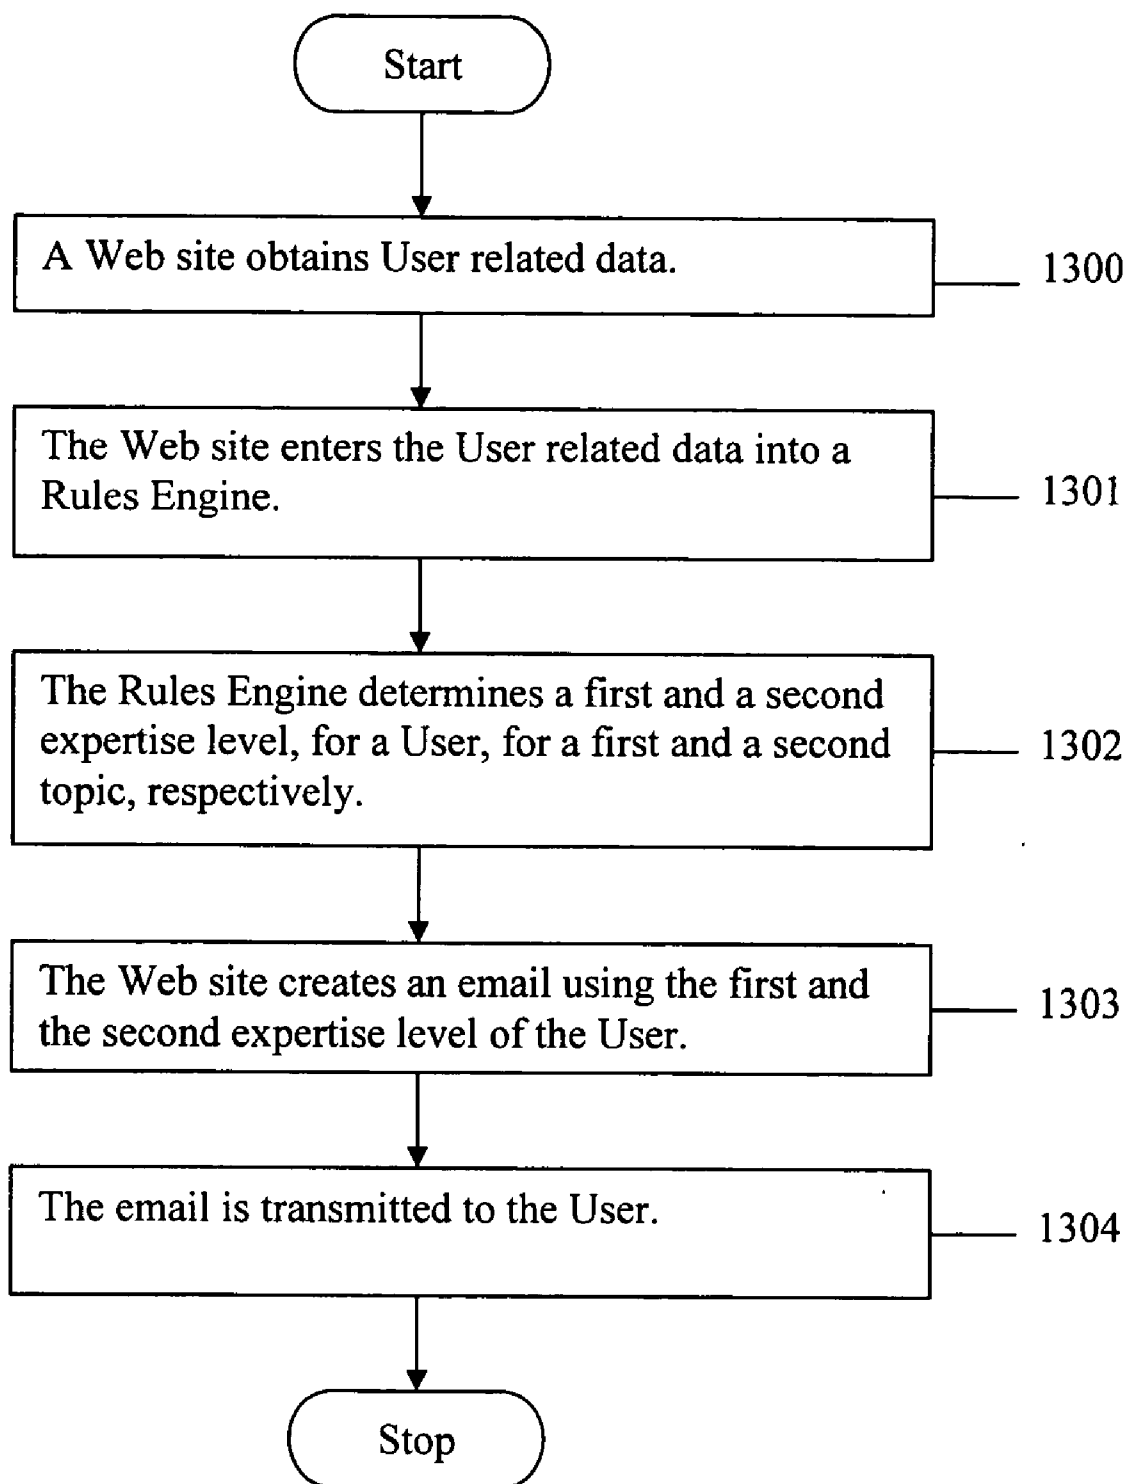 Start
A Web site obtains User related data.
1300
The Web site enters the User related data into a
Rules Engine.
1301
The Rules Engine determines a first and a second
expertise level, for a User, for a first and a second
topic, respectively.
1302
The Web site creates an email using the first and
the second expertise level of the User.
1303
The email is transmitted to the User.
1304
Stop